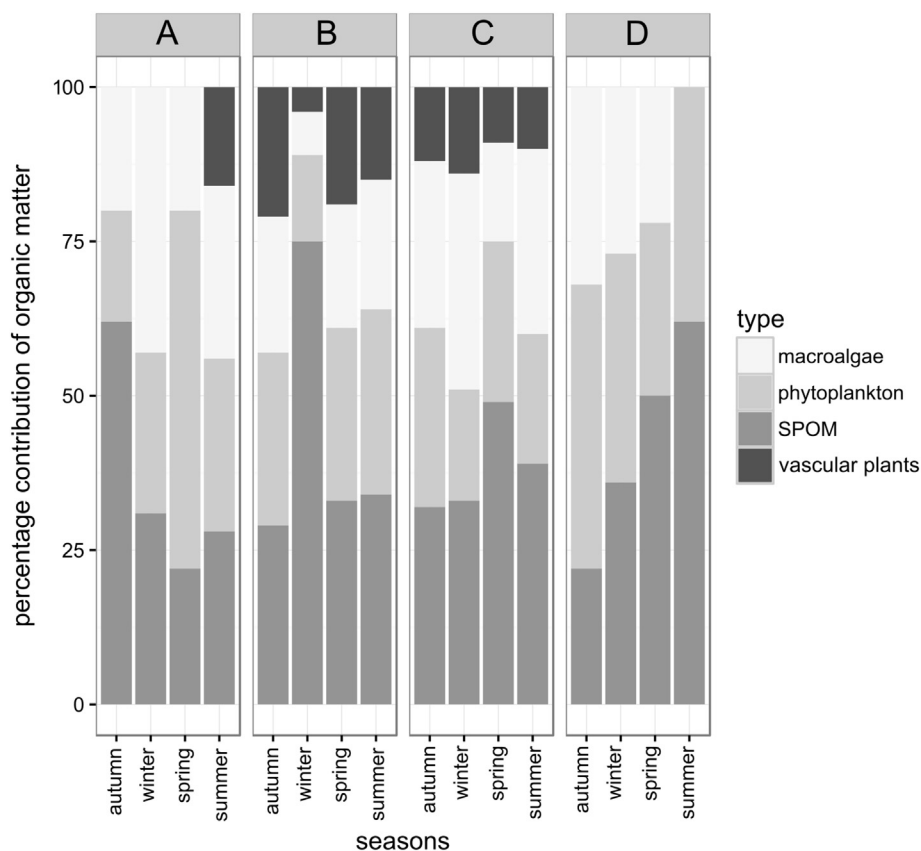 A B C D
percentage contribution of organic matter
100
75
50
25
0
autumn winter spring summer autumn winter spring summer autumn winter spring summer autumn winter spring summer
seasons
type
macroalgae
phytoplankton
SPOM
vascular plants